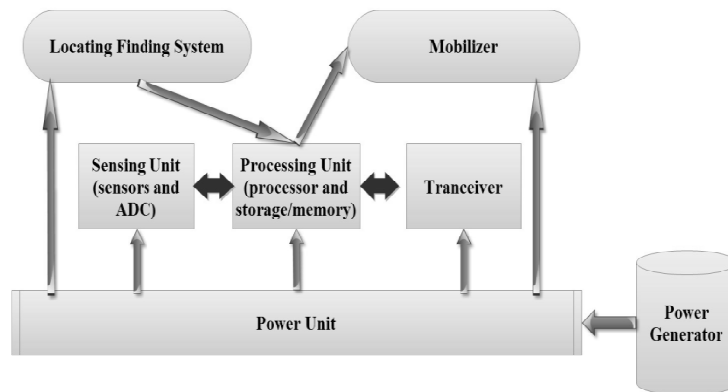 Locating Finding System
Mobilizer
Sensing Unit
(sensors and
ADC)
Processing Unit
(processor and
storage/memory)
Tranceiver
Power Unit
Power
Generator